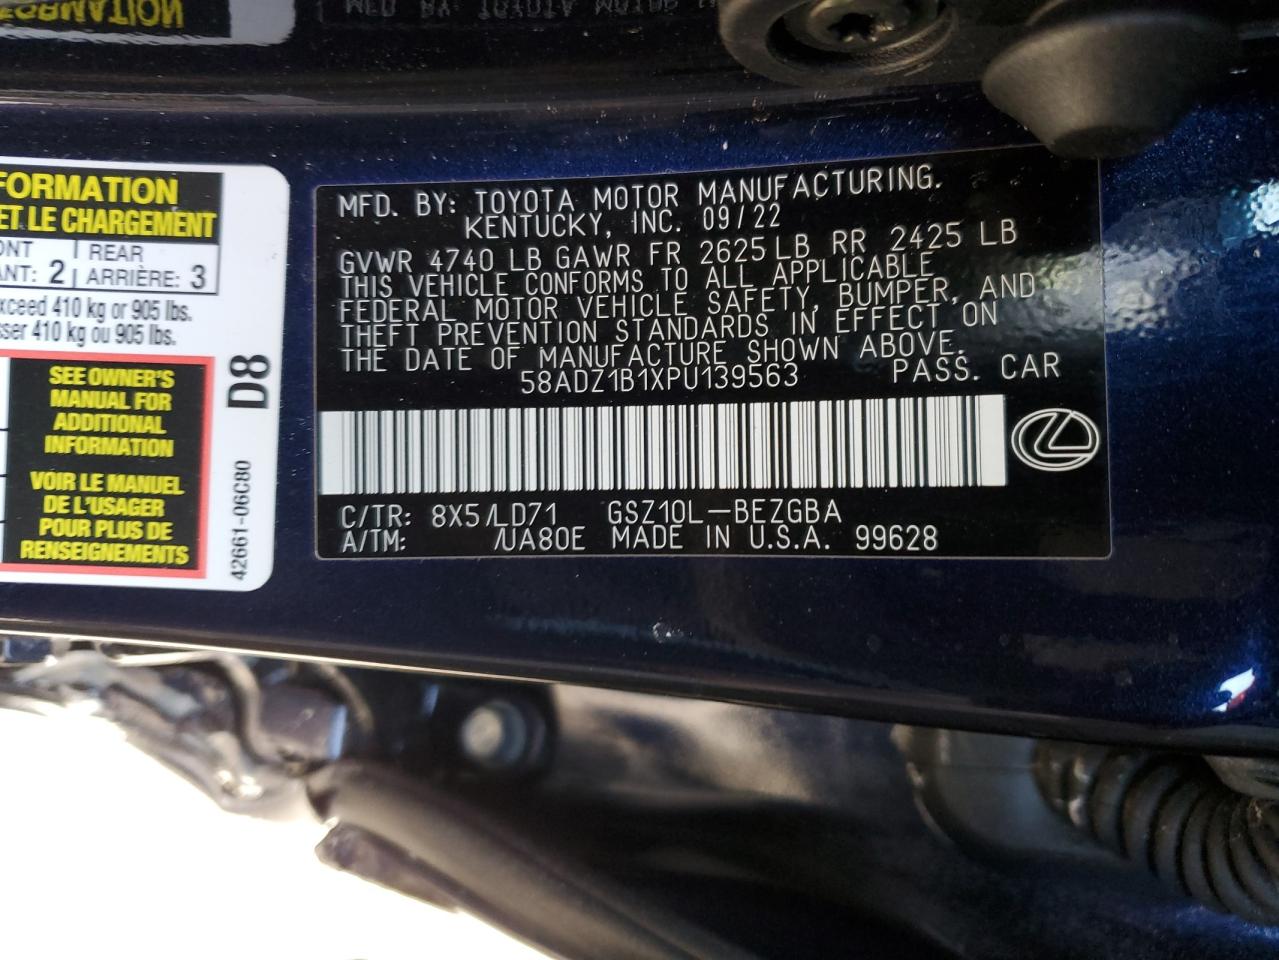 FORMATION
ET LE CHARGEMENT
REAR
ANT: 2 ARRIÈRE: 3
xceed 410 kg or 905 lbs.
sser 410 kg ou 905 lbs.
SEE OWNER'S
MANUAL FOR
ADDITIONAL
INFORMATION
VOIR LE MANUEL
DE L'USAGER
POUR PLUS DE
RENSEIGNEMENTS
D8
42661-06C80
MFD. BY: TOYOTA MOTOR MANUFACTURING.
KENTUCKY, INC. 09/22
GVWR 4740 LB GAWR FR 2625 LB RR 2425 LB
THIS VEHICLE CONFORMS TO ALL APPLICABLE
FEDERAL MOTOR VEHICLE SAFETY, BUMPER, AND
THEFT PREVENTION STANDARDS IN EFFECT ON
THE DATE OF MANUFACTURE SHOWN ABOVE.
58ADZ1B1XPU139563 PASS. CAR
C/TR: 8X5/LD71 GSZ10L-BEZGBA
A/TM: /UA80E MADE IN U.S.A. 99628